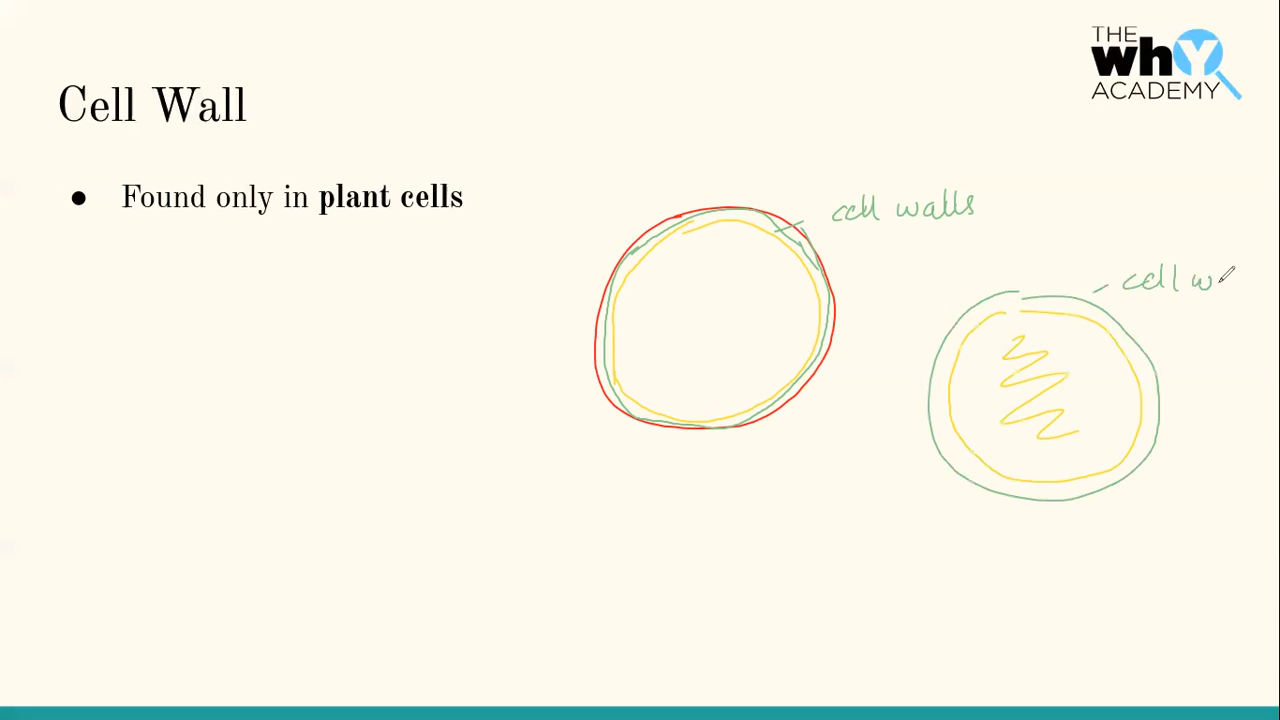 THE
whY
ACADEMY
Cell Wall
● Found only in plant cells
cell walls
cell w